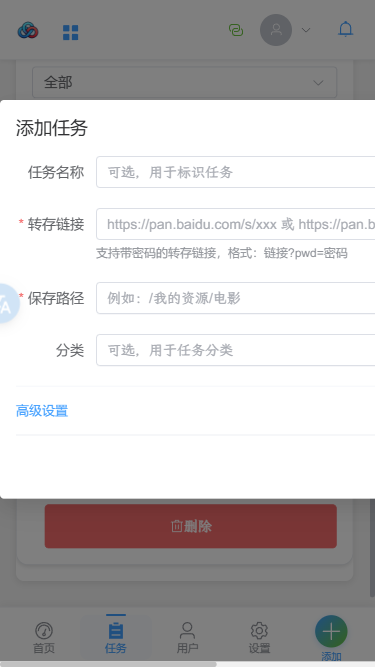 全部
添加任务
任务名称
可选，用于标识任务
* 转存链接
https://pan.baidu.com/s/xxx 或 https://pan.b
支持带密码的转存链接，格式：链接?pwd=密码
* 保存路径
例如：/我的资源/电影
分类
可选，用于任务分类
高级设置
删除
首页
任务
用户
设置
添加